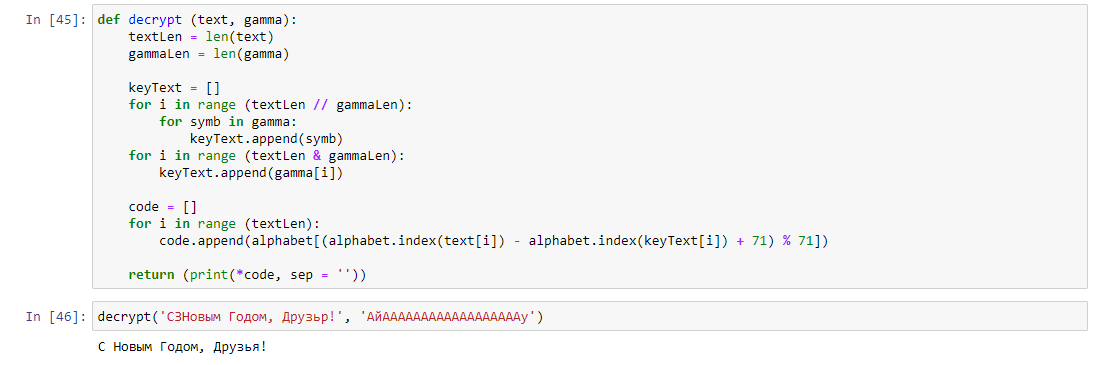 In [45]: def decrypt (text, gamma):
textLen = len(text)
gammaLen = len(gamma)
keyText = []
for i in range (textLen // gammaLen):
for symb in gamma:
keyText.append(symb)
for i in range (textLen & gammaLen):
keyText.append(gamma[i])
code = []
for i in range (textLen):
code.append(alphabet[(alphabet.index(text[i]) - alphabet.index(keyText[i]) + 71) % 71])
return (print(*code, sep = ''))
In [46]: decrypt('СЗНовым Годом, Друзьр!', 'АйААААААААААААААААААу')
С Новым Годом, Друзья!